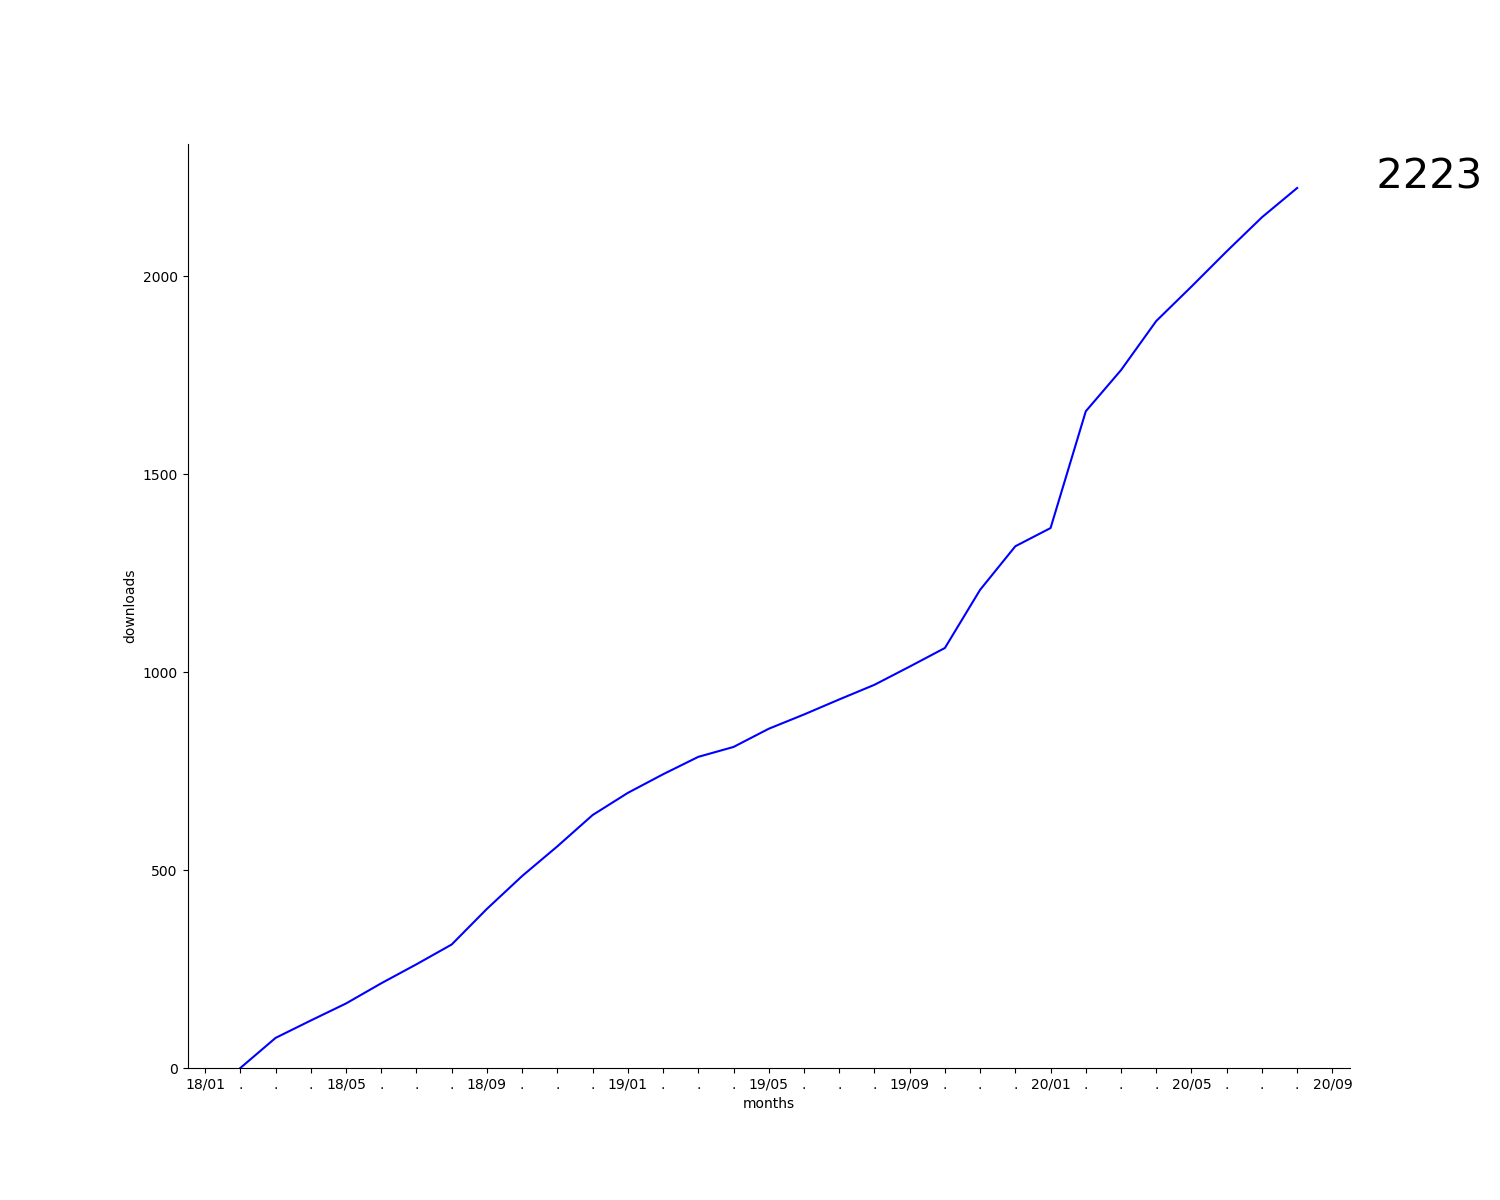 2223
2000
1500
downloads
1000
500
0
18/01 . . . 18/05 . . . 18/09 . . . 19/01 . . . 19/05 . . . 19/09 . . . 20/01 . . . 20/05 . . . 20/09
months